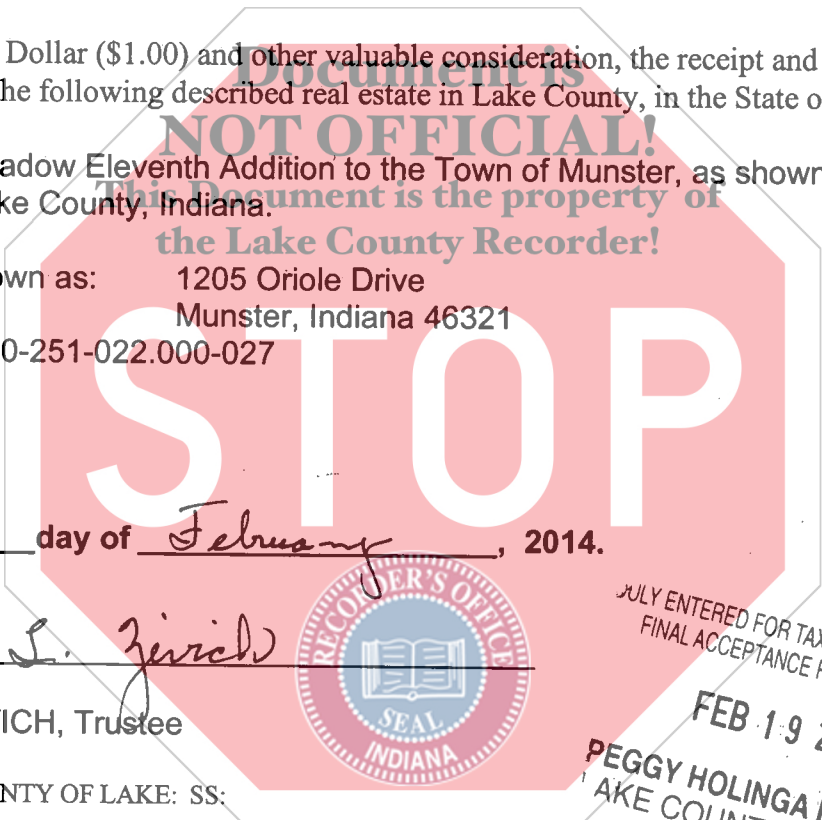 Dollar ($1.00) and other valuable consideration, the receipt and
he following described real estate in Lake County, in the State o
Document is
NOT OFFICIAL!
This Document is the property of
the Lake County Recorder!
adow Eleventh Addition to the Town of Munster, as shown
ke County, Indiana.
wn as: 1205 Oriole Drive
Munster, Indiana 46321
0-251-022.000-027
STOP
day of February, 2014.
L. Zivich
ICH, Trustee
RECORDER'S OFFICE
SEAL
INDIANA
NTY OF LAKE: SS:
ULY ENTERED FOR TAX
FINAL ACCEPTANCE F
FEB 19 2
PEGGY HOLINGA
AKE COUNT